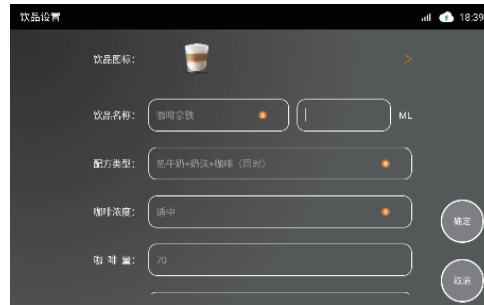 饮品设置 18:39
饮品图标: >
饮品名称: 咖啡拿铁 ML
配方类型: 热牛奶+奶沫+咖啡（同时）
咖啡浓度: 适中
确定
咖 啡 量: 70
取消